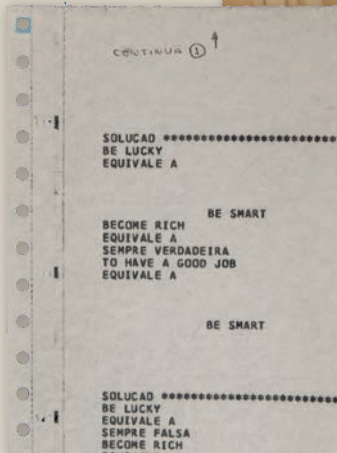 CONTINUA ①
SOLUCAO **********************
BE LUCKY
EQUIVALE A
BE SMART
BECOME RICH
EQUIVALE A
SEMPRE VERDADEIRA
TO HAVE A GOOD JOB
EQUIVALE A
BE SMART
SOLUCAO **********************
BE LUCKY
EQUIVALE A
SEMPRE FALSA
BECOME RICH